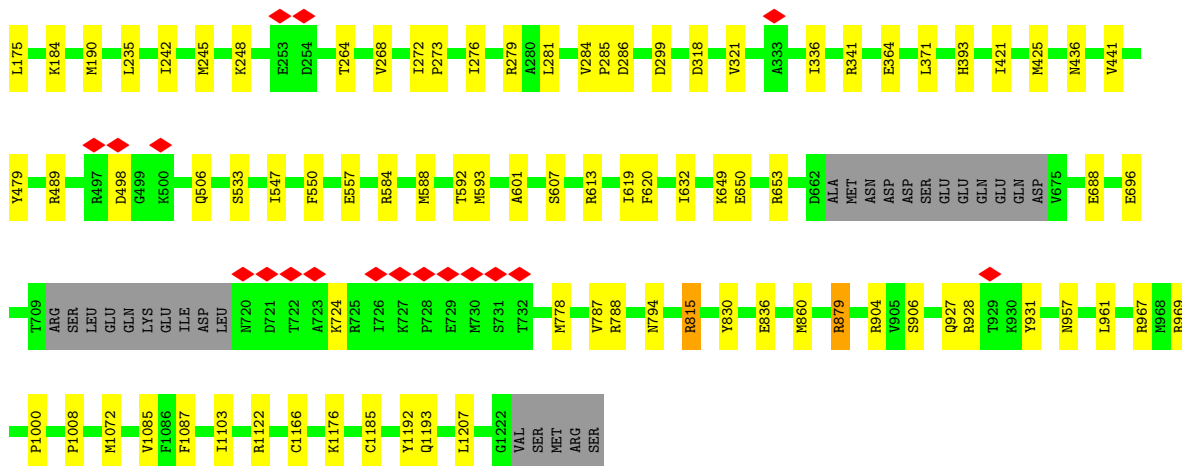 L175 K184 M190 L235 I242 M245 K248 E253 D254 T264 V268 I272 P273 I276 R279 A280 L281 V284 P285 D286 D299 D318 V321 A333 I336 R341 E364 L371 H393 I421 M425 N436 V441
Y479 R489 R497 D498 G499 K500 Q506 S533 I547 F550 E557 R584 M588 T592 M593 A601 S607 R613 I619 F620 I632 K649 E650 R653 D662 ALA MET ASN ASP ASP SER GLU GLU GLN GLU GLN ASP V675 E688 E696
T709 ARG SER LEU GLU GLN LYS GLU ILE ASP LEU N720 D721 T722 A723 K724 R725 I726 K727 P728 E729 M730 S731 T732 M778 V787 R788 N794 R815 Y830 E836 M860 R879 R904 V905 S906 Q927 R928 T929 K930 Y931 N957 L961 R967 M968 R969
P1000 P1008 M1072 V1085 F1086 F1087 I1103 R1122 C1166 K1176 C1185 Y1192 Q1193 L1207 G1222 VAL SER MET ARG SER